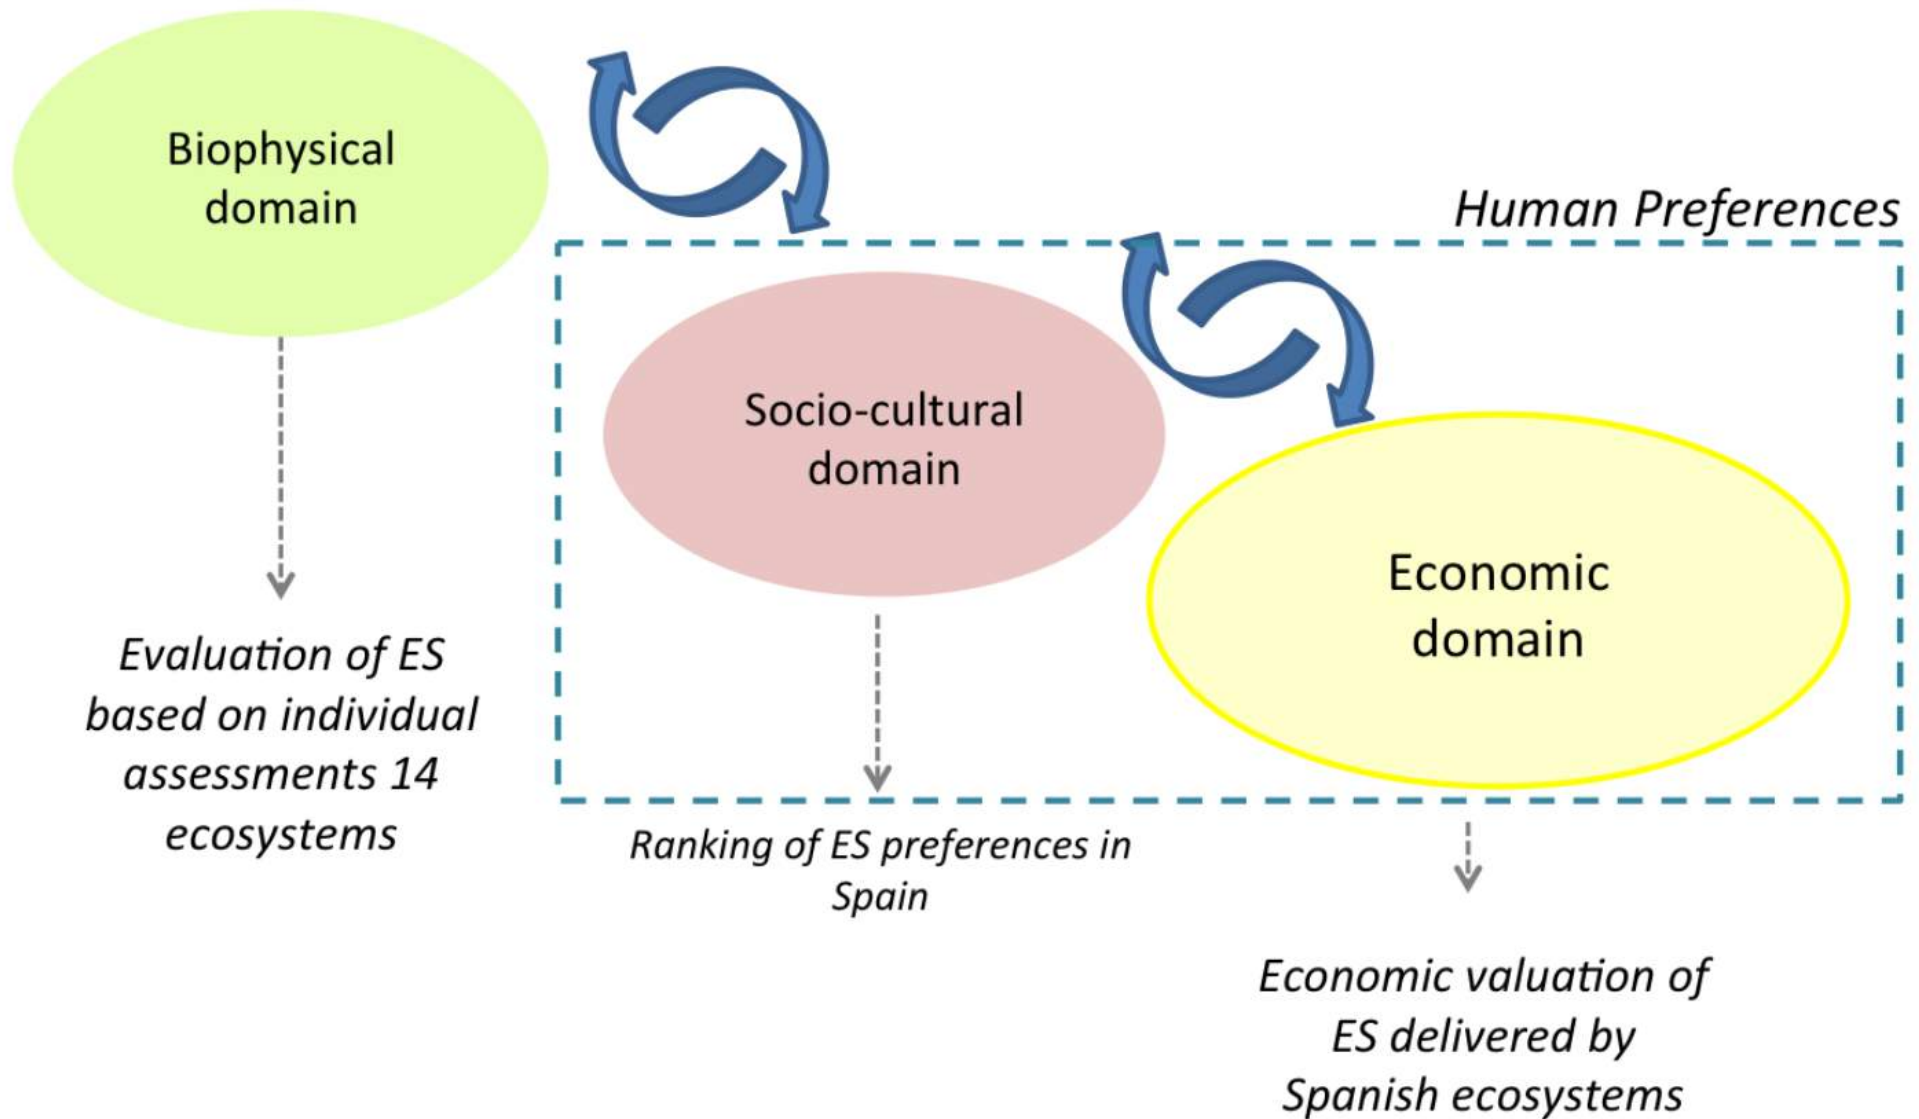 Biophysical
domain
Human Preferences
Socio-cultural
domain
Economic
domain
Evaluation of ES
based on individual
assessments 14
ecosystems
Ranking of ES preferences in
Spain
Economic valuation of
ES delivered by
Spanish ecosystems